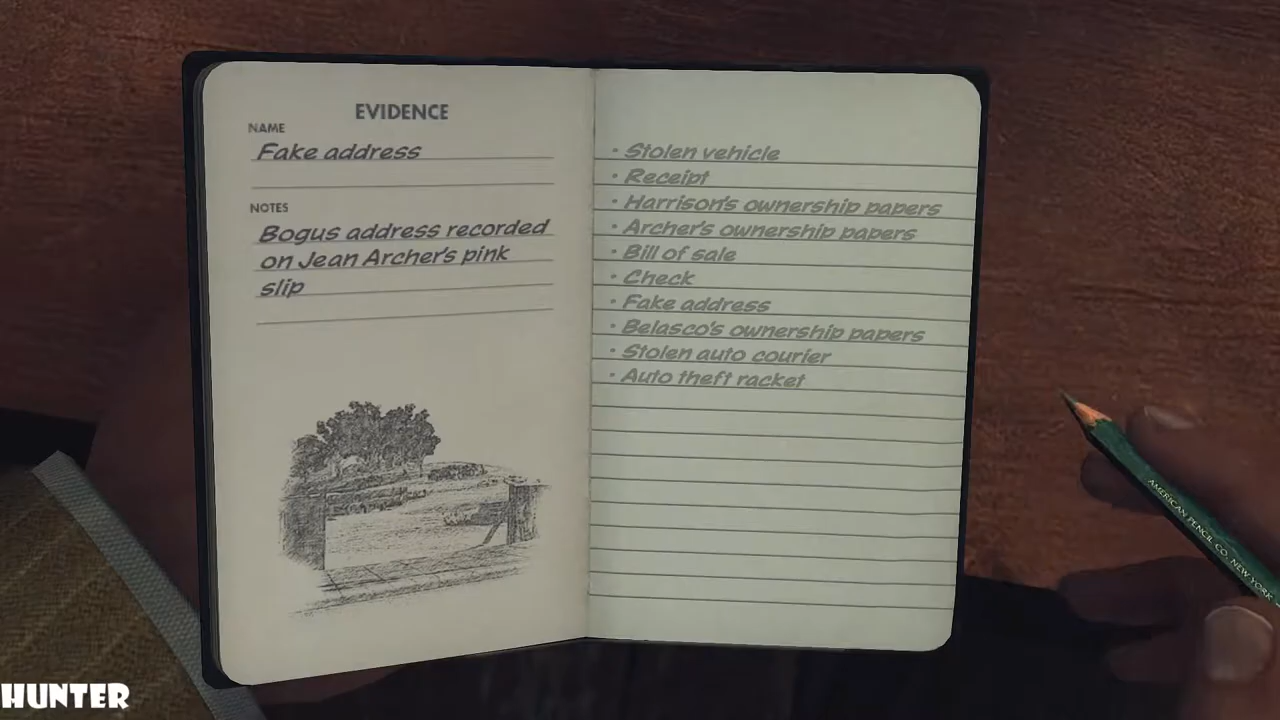 EVIDENCE
NAME
Fake address
NOTES
Bogus address recorded
on Jean Archer's pink
slip
• Stolen vehicle
• Receipt
• Harrison's ownership papers
• Archer's ownership papers
• Bill of sale
• Check
• Fake address
• Belasco's ownership papers
• Stolen auto courier
• Auto theft racket
AMERICAN PENCIL CO. NEW YORK
HUNTER